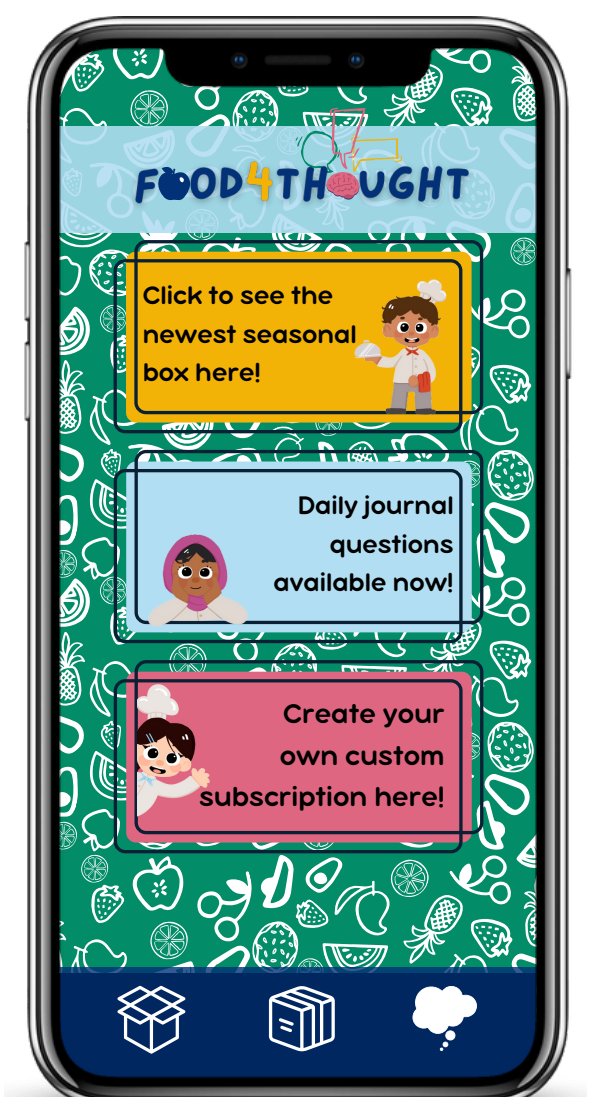 FOOD4THOUGHT
Click to see the
newest seasonal
box here!
Daily journal
questions
available now!
Create your
own custom
subscription here!